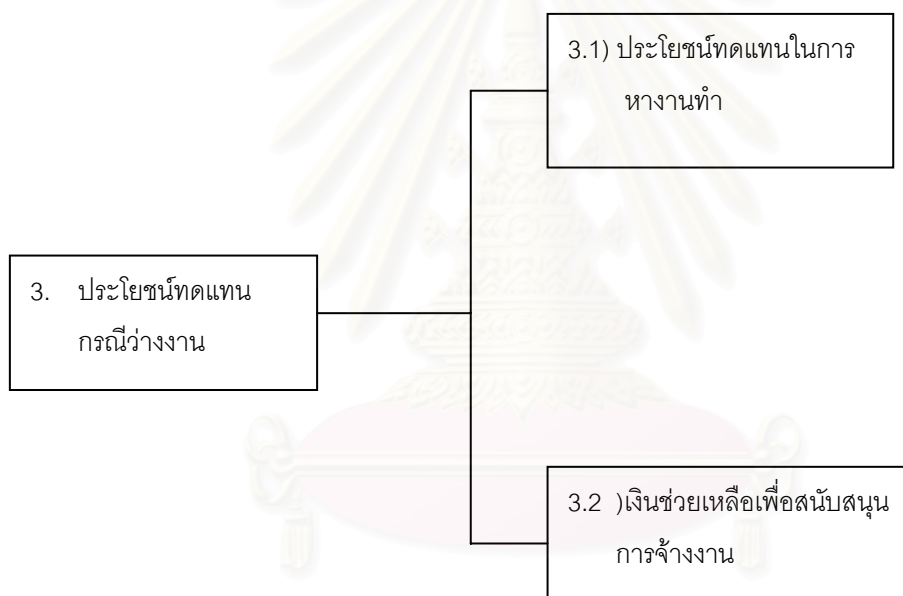 3.1) ประโยชน์ทดแทนในการ
หางานทำ
3. ประโยชน์ทดแทน
กรณีว่างงาน
3.2 )เงินช่วยเหลือเพื่อสนับสนุน
การจ้างงาน